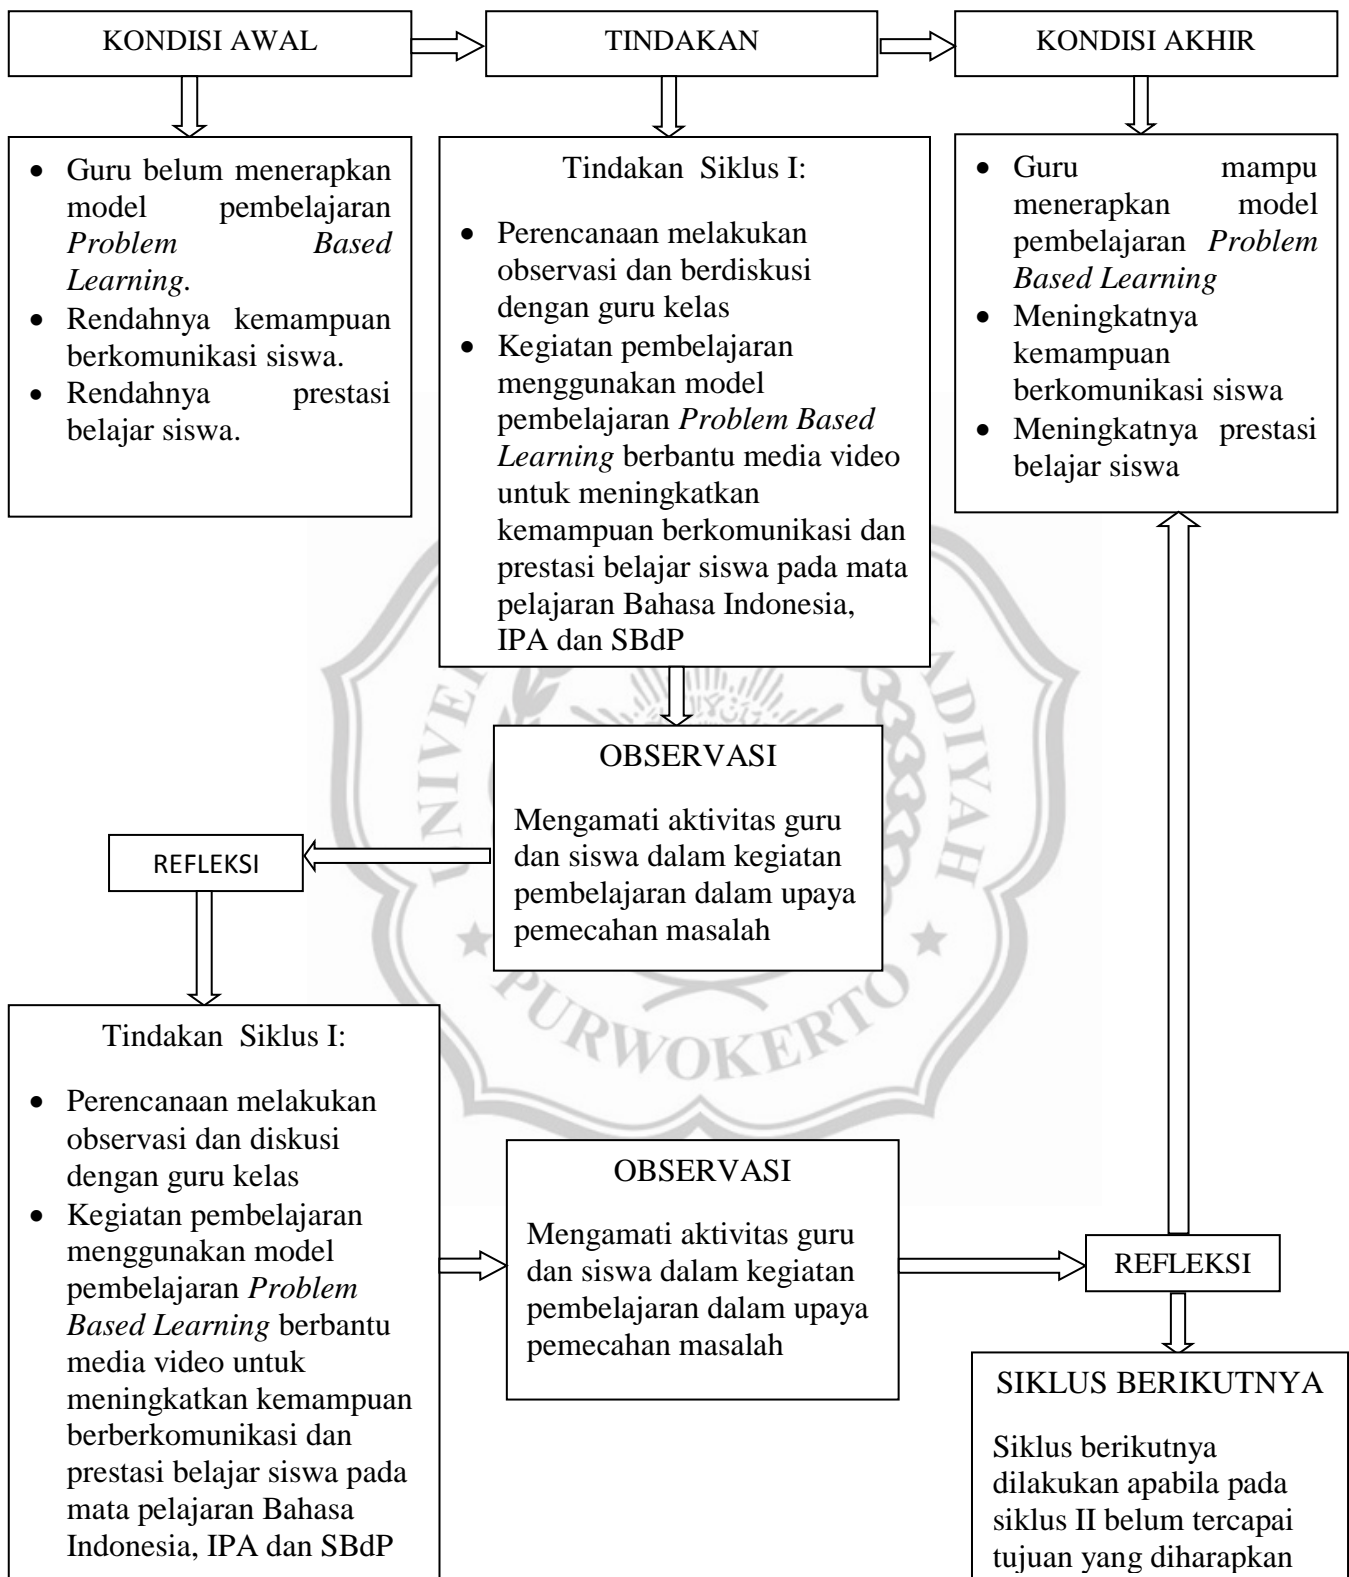 KONDISI AWAL
TINDAKAN
KONDISI AKHIR
• Guru belum menerapkan
model pembelajaran
Problem Based
Learning.
• Rendahnya kemampuan
berkomunikasi siswa.
• Rendahnya prestasi
belajar siswa.
Tindakan Siklus I:
• Perencanaan melakukan
observasi dan berdiskusi
dengan guru kelas
• Kegiatan pembelajaran
menggunakan model
pembelajaran Problem Based
Learning berbantu media video
untuk meningkatkan
kemampuan berkomunikasi dan
prestasi belajar siswa pada mata
pelajaran Bahasa Indonesia,
IPA dan SBdP
• Guru mampu
menerapkan model
pembelajaran Problem
Based Learning
• Meningkatnya
kemampuan
berkomunikasi siswa
• Meningkatnya prestasi
belajar siswa
OBSERVASI
Mengamati aktivitas guru
dan siswa dalam kegiatan
pembelajaran dalam upaya
pemecahan masalah
REFLEKSI
Tindakan Siklus I:
• Perencanaan melakukan
observasi dan diskusi
dengan guru kelas
• Kegiatan pembelajaran
menggunakan model
pembelajaran Problem
Based Learning berbantu
media video untuk
meningkatkan kemampuan
berberkomunikasi dan
prestasi belajar siswa pada
mata pelajaran Bahasa
Indonesia, IPA dan SBdP
OBSERVASI
Mengamati aktivitas guru
dan siswa dalam kegiatan
pembelajaran dalam upaya
pemecahan masalah
REFLEKSI
SIKLUS BERIKUTNYA
Siklus berikutnya
dilakukan apabila pada
siklus II belum tercapai
tujuan yang diharapkan
PURWOKERTO